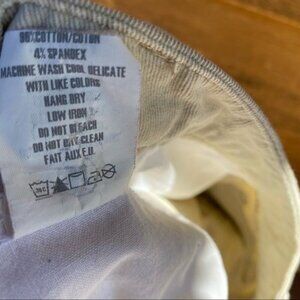 96%COTTON/COTON
4% SPANDEX
MACHINE WASH COOL DELICATE
WITH LIKE COLORS
HANG DRY
LOW IRON
DO NOT BLEACH
DO NOT DRY CLEAN
FAIT AUX E.U.